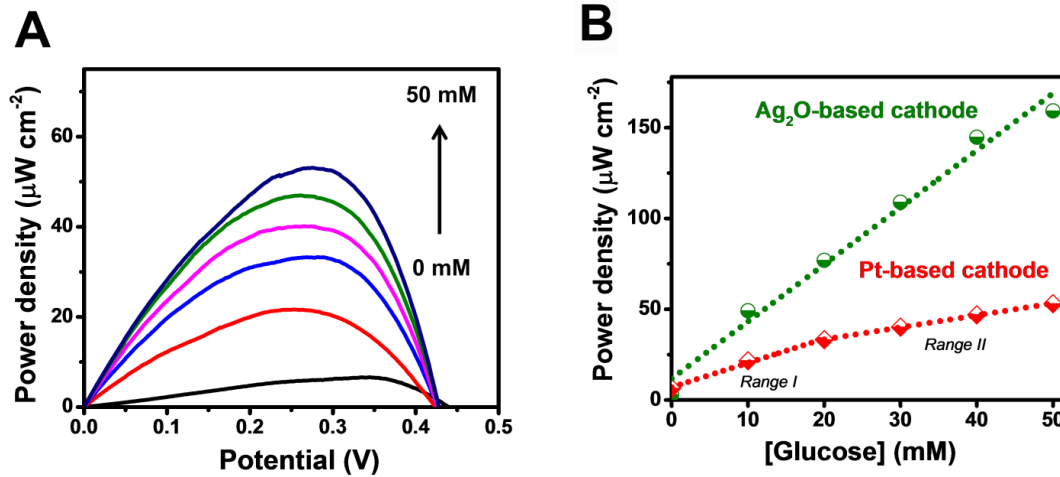 A
Power density (μW cm⁻²)
60
40
20
0
50 mM
0 mM
0.0 0.1 0.2 0.3 0.4 0.5
Potential (V)
B
Power density (μW cm⁻²)
150
100
50
0
Ag₂O-based cathode
Pt-based cathode
Range I
Range II
0 10 20 30 40 50
[Glucose] (mM)